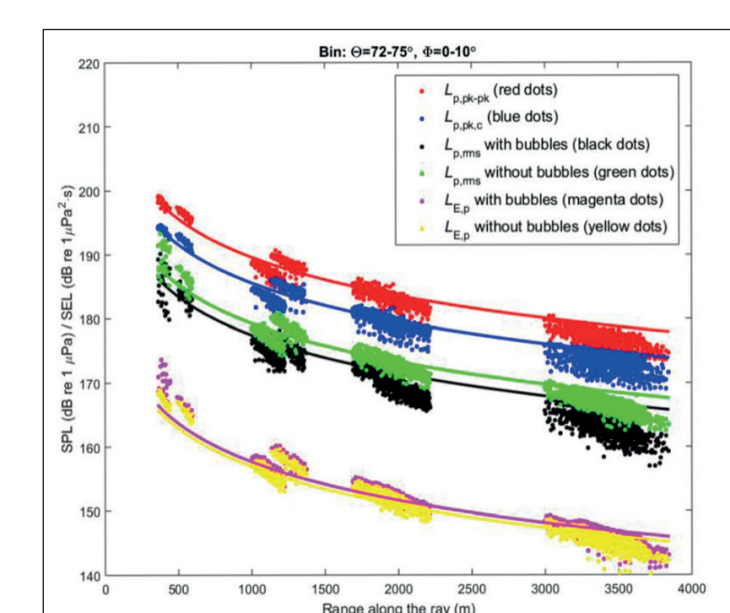 Bin: Θ=72-75°, Φ=0-10°
220
210
200
190
180
170
160
150
140
SPL (dB re 1 μPa) / SEL (dB re 1μPa²·s)
Lp,pk-pk (red dots)
Lp,pk,c (blue dots)
Lp,rms with bubbles (black dots)
Lp,rms without bubbles (green dots)
LE,p with bubbles (magenta dots)
LE,p without bubbles (yellow dots)
0 500 1000 1500 2000 2500 3000 3500 4000
Range along the ray (m)